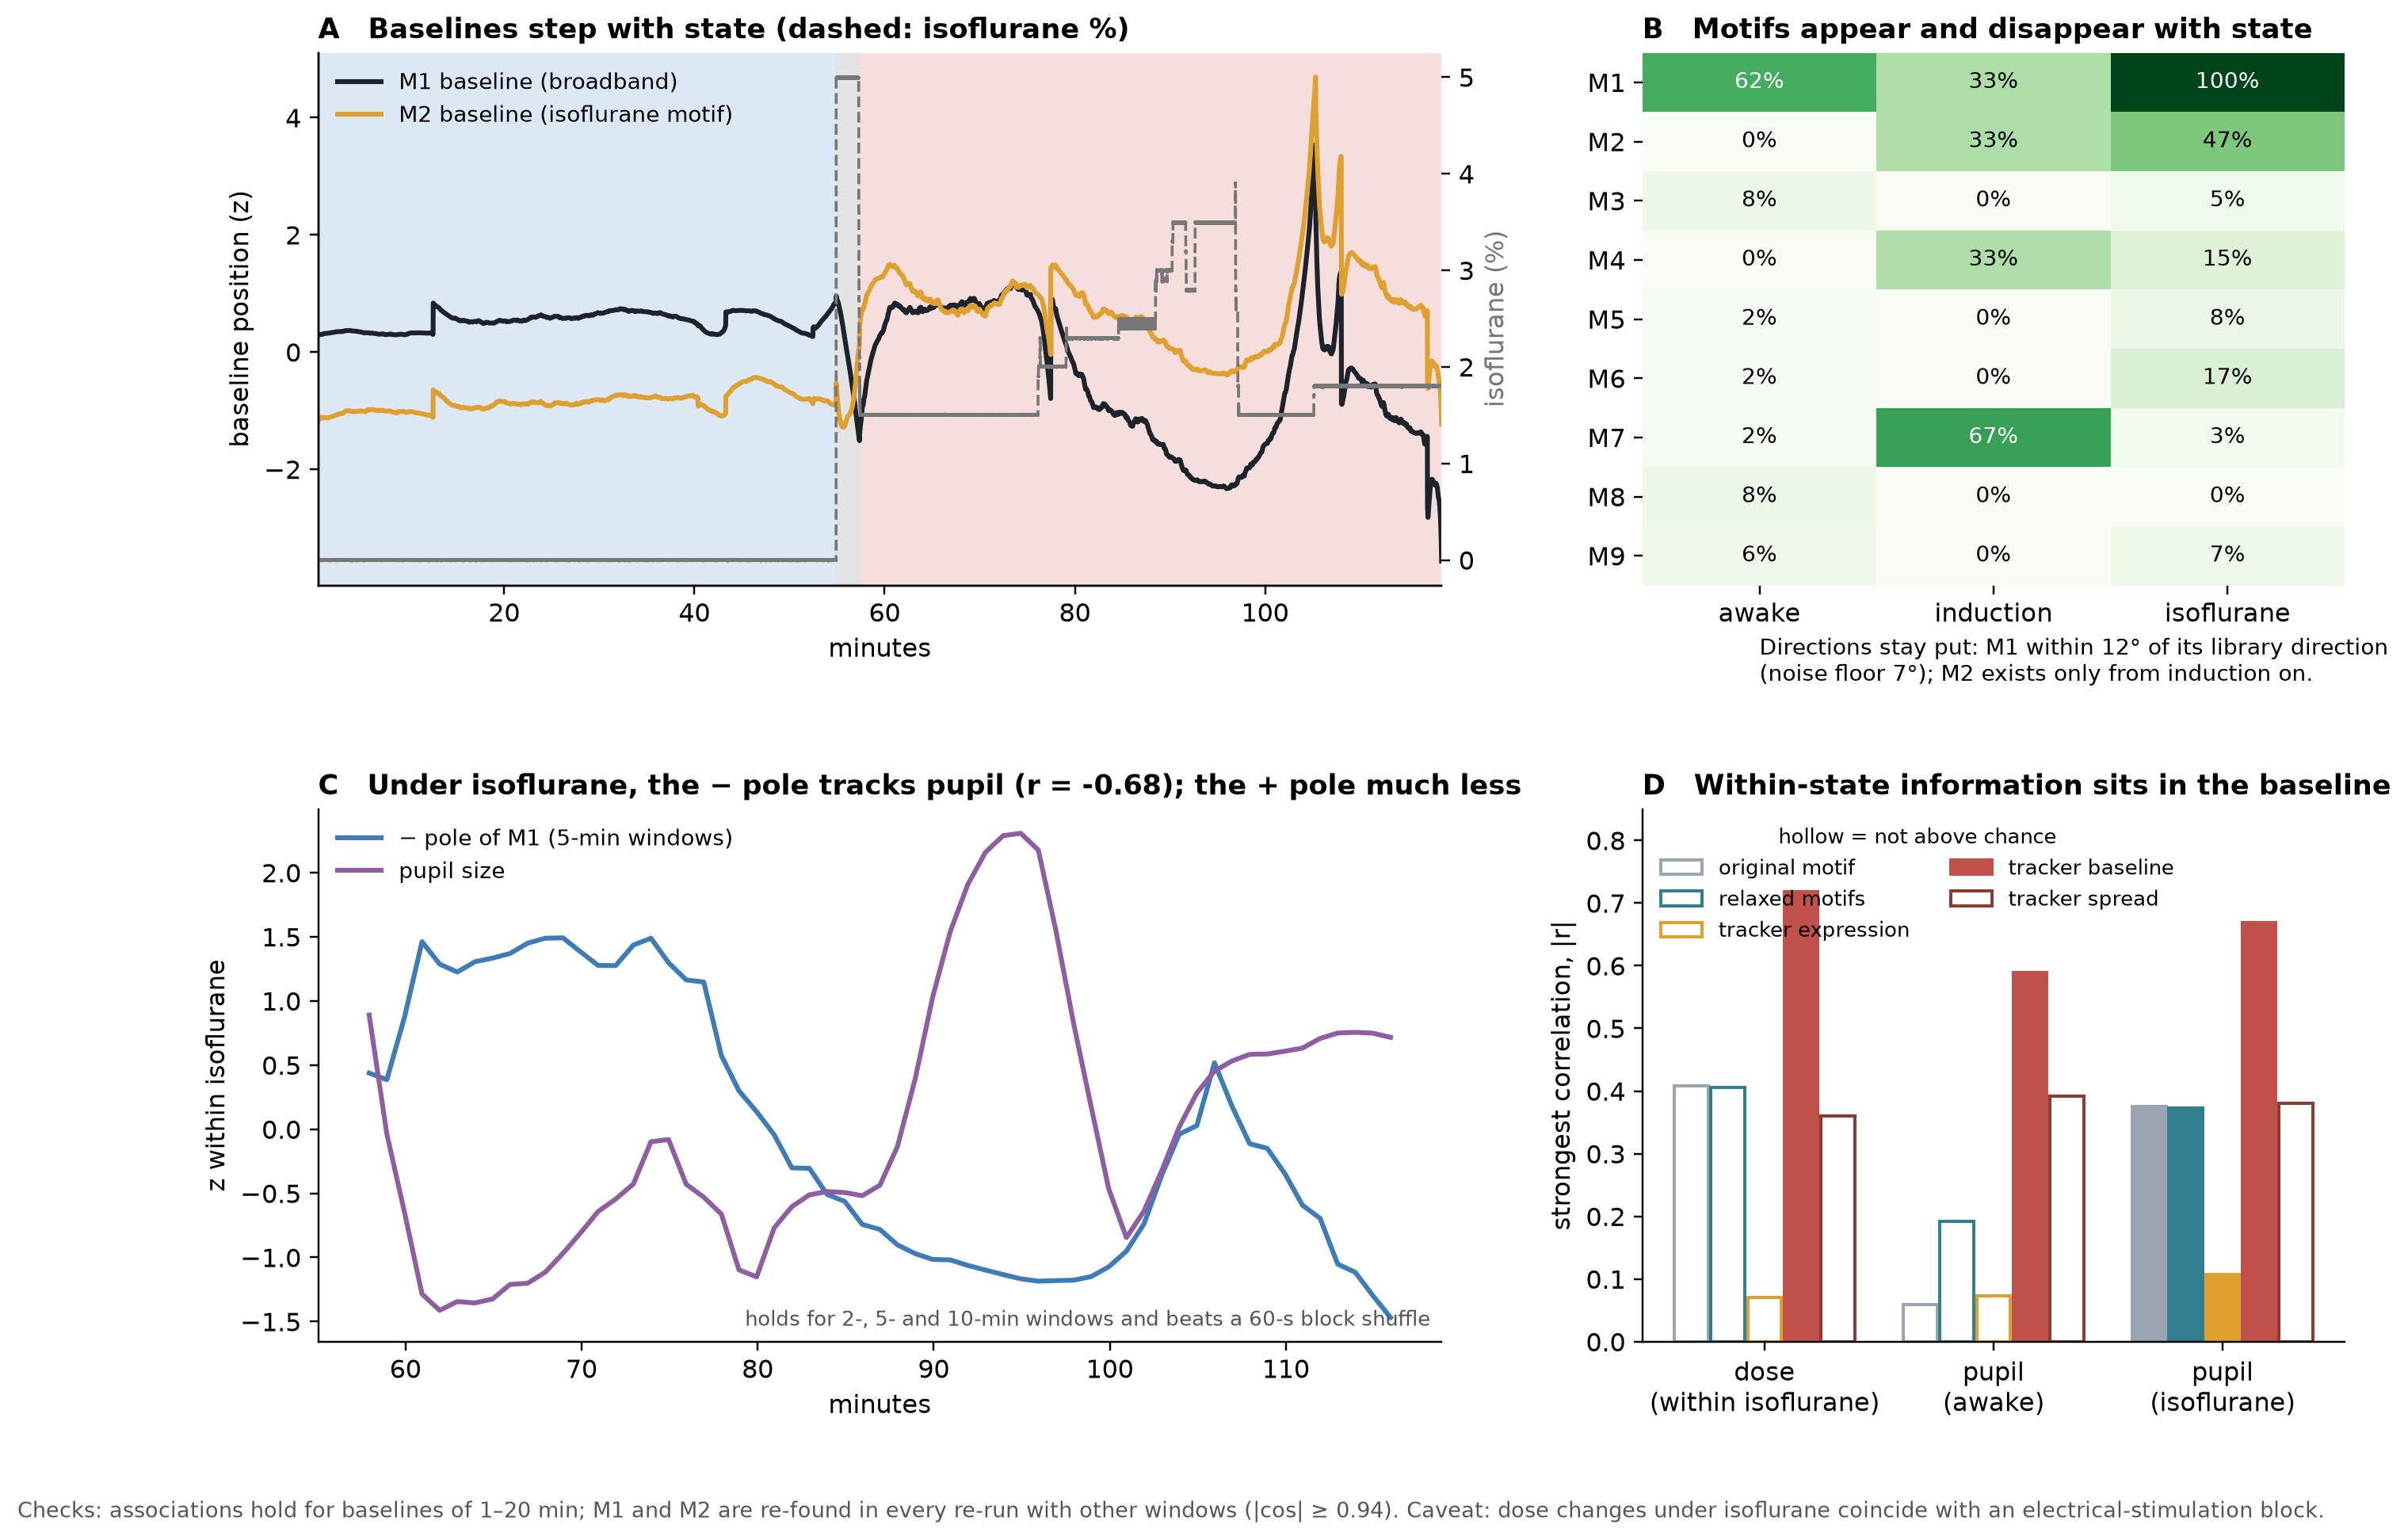 A Baselines step with state (dashed: isoflurane %)
M1 baseline (broadband)
M2 baseline (isoflurane motif)
baseline position (z)
4
2
0
−2
5
4
3
2
1
0
isoflurane (%)
20 40 60 80 100
minutes
B Motifs appear and disappear with state
M1 62% 33% 100%
M2 0% 33% 47%
M3 8% 0% 5%
M4 0% 33% 15%
M5 2% 0% 8%
M6 2% 0% 17%
M7 2% 67% 3%
M8 8% 0% 0%
M9 6% 0% 7%
awake induction isoflurane
Directions stay put: M1 within 12° of its library direction
(noise floor 7°); M2 exists only from induction on.
C Under isoflurane, the − pole tracks pupil (r = -0.68); the + pole much less
− pole of M1 (5-min windows)
pupil size
z within isoflurane
2.0
1.5
1.0
0.5
0.0
−0.5
−1.0
−1.5
holds for 2-, 5- and 10-min windows and beats a 60-s block shuffle
60 70 80 90 100 110
minutes
D Within-state information sits in the baseline
hollow = not above chance
original motif
relaxed motifs
tracker expression
tracker baseline
tracker spread
strongest correlation, |r|
0.8
0.7
0.6
0.5
0.4
0.3
0.2
0.1
0.0
dose
(within isoflurane)
pupil
(awake)
pupil
(isoflurane)
Checks: associations hold for baselines of 1–20 min; M1 and M2 are re-found in every re-run with other windows (|cos| ≥ 0.94). Caveat: dose changes under isoflurane coincide with an electrical-stimulation block.